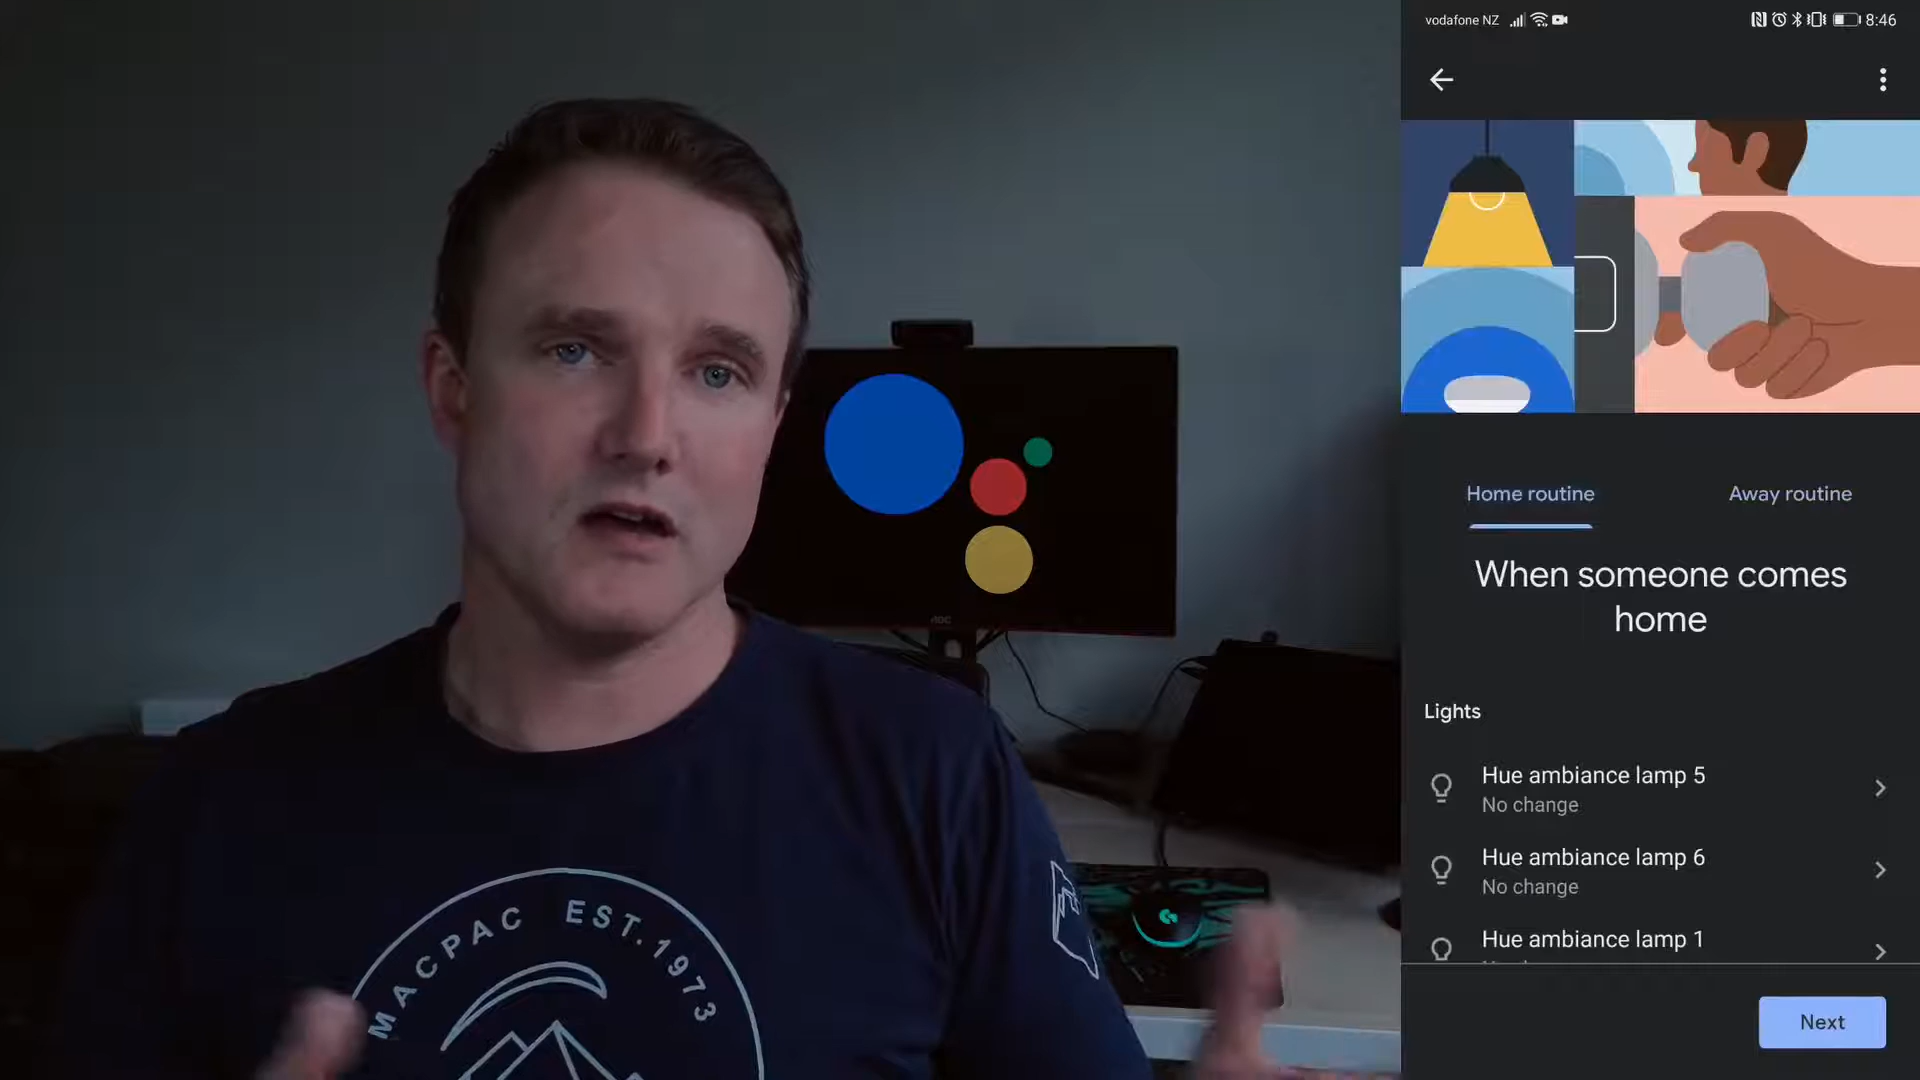 vodafone NZ
8:46
Home routine
Away routine
When someone comes
home
Lights
Hue ambiance lamp 5
No change
Hue ambiance lamp 6
No change
Hue ambiance lamp 1
Next
AOC
MACPAC EST.1973